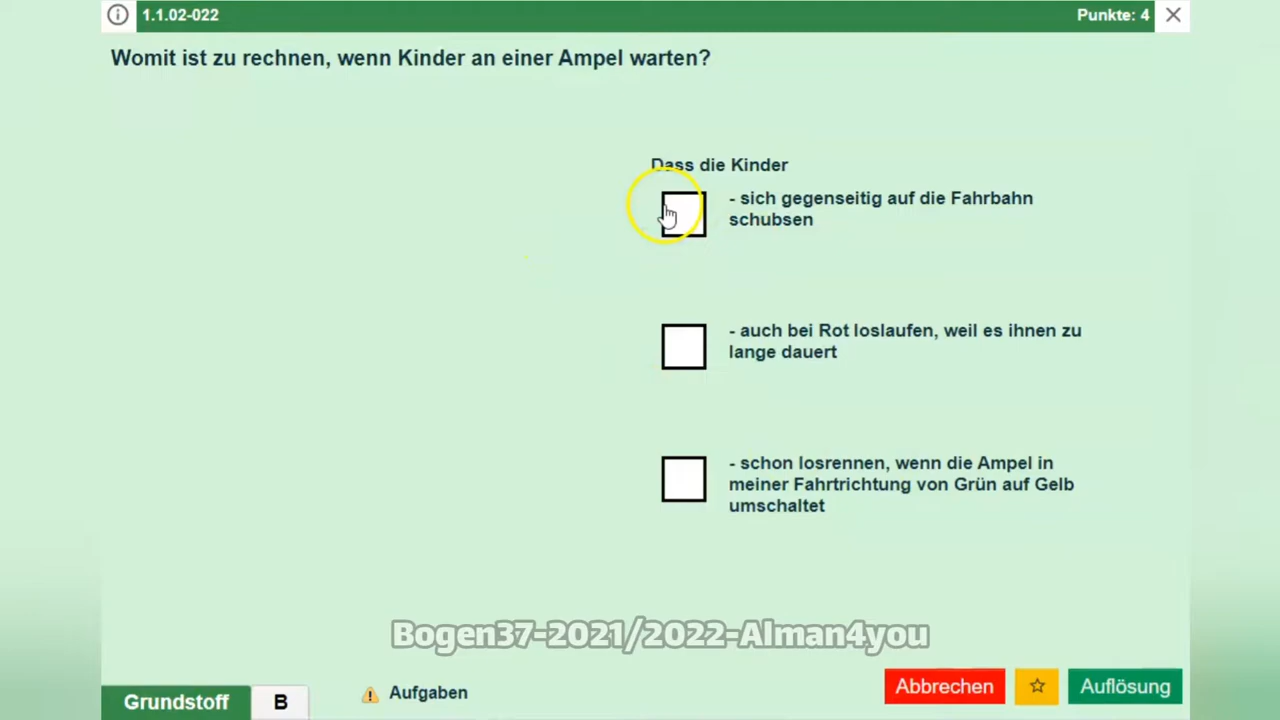 1.1.02-022
Punkte: 4
Womit ist zu rechnen, wenn Kinder an einer Ampel warten?
Dass die Kinder
- sich gegenseitig auf die Fahrbahn
schubsen
- auch bei Rot loslaufen, weil es ihnen zu
lange dauert
- schon losrennen, wenn die Ampel in
meiner Fahrtrichtung von Grün auf Gelb
umschaltet
Bogen37-2021/2022-Alman4you
Grundstoff
B
Aufgaben
Abbrechen
Auflösung